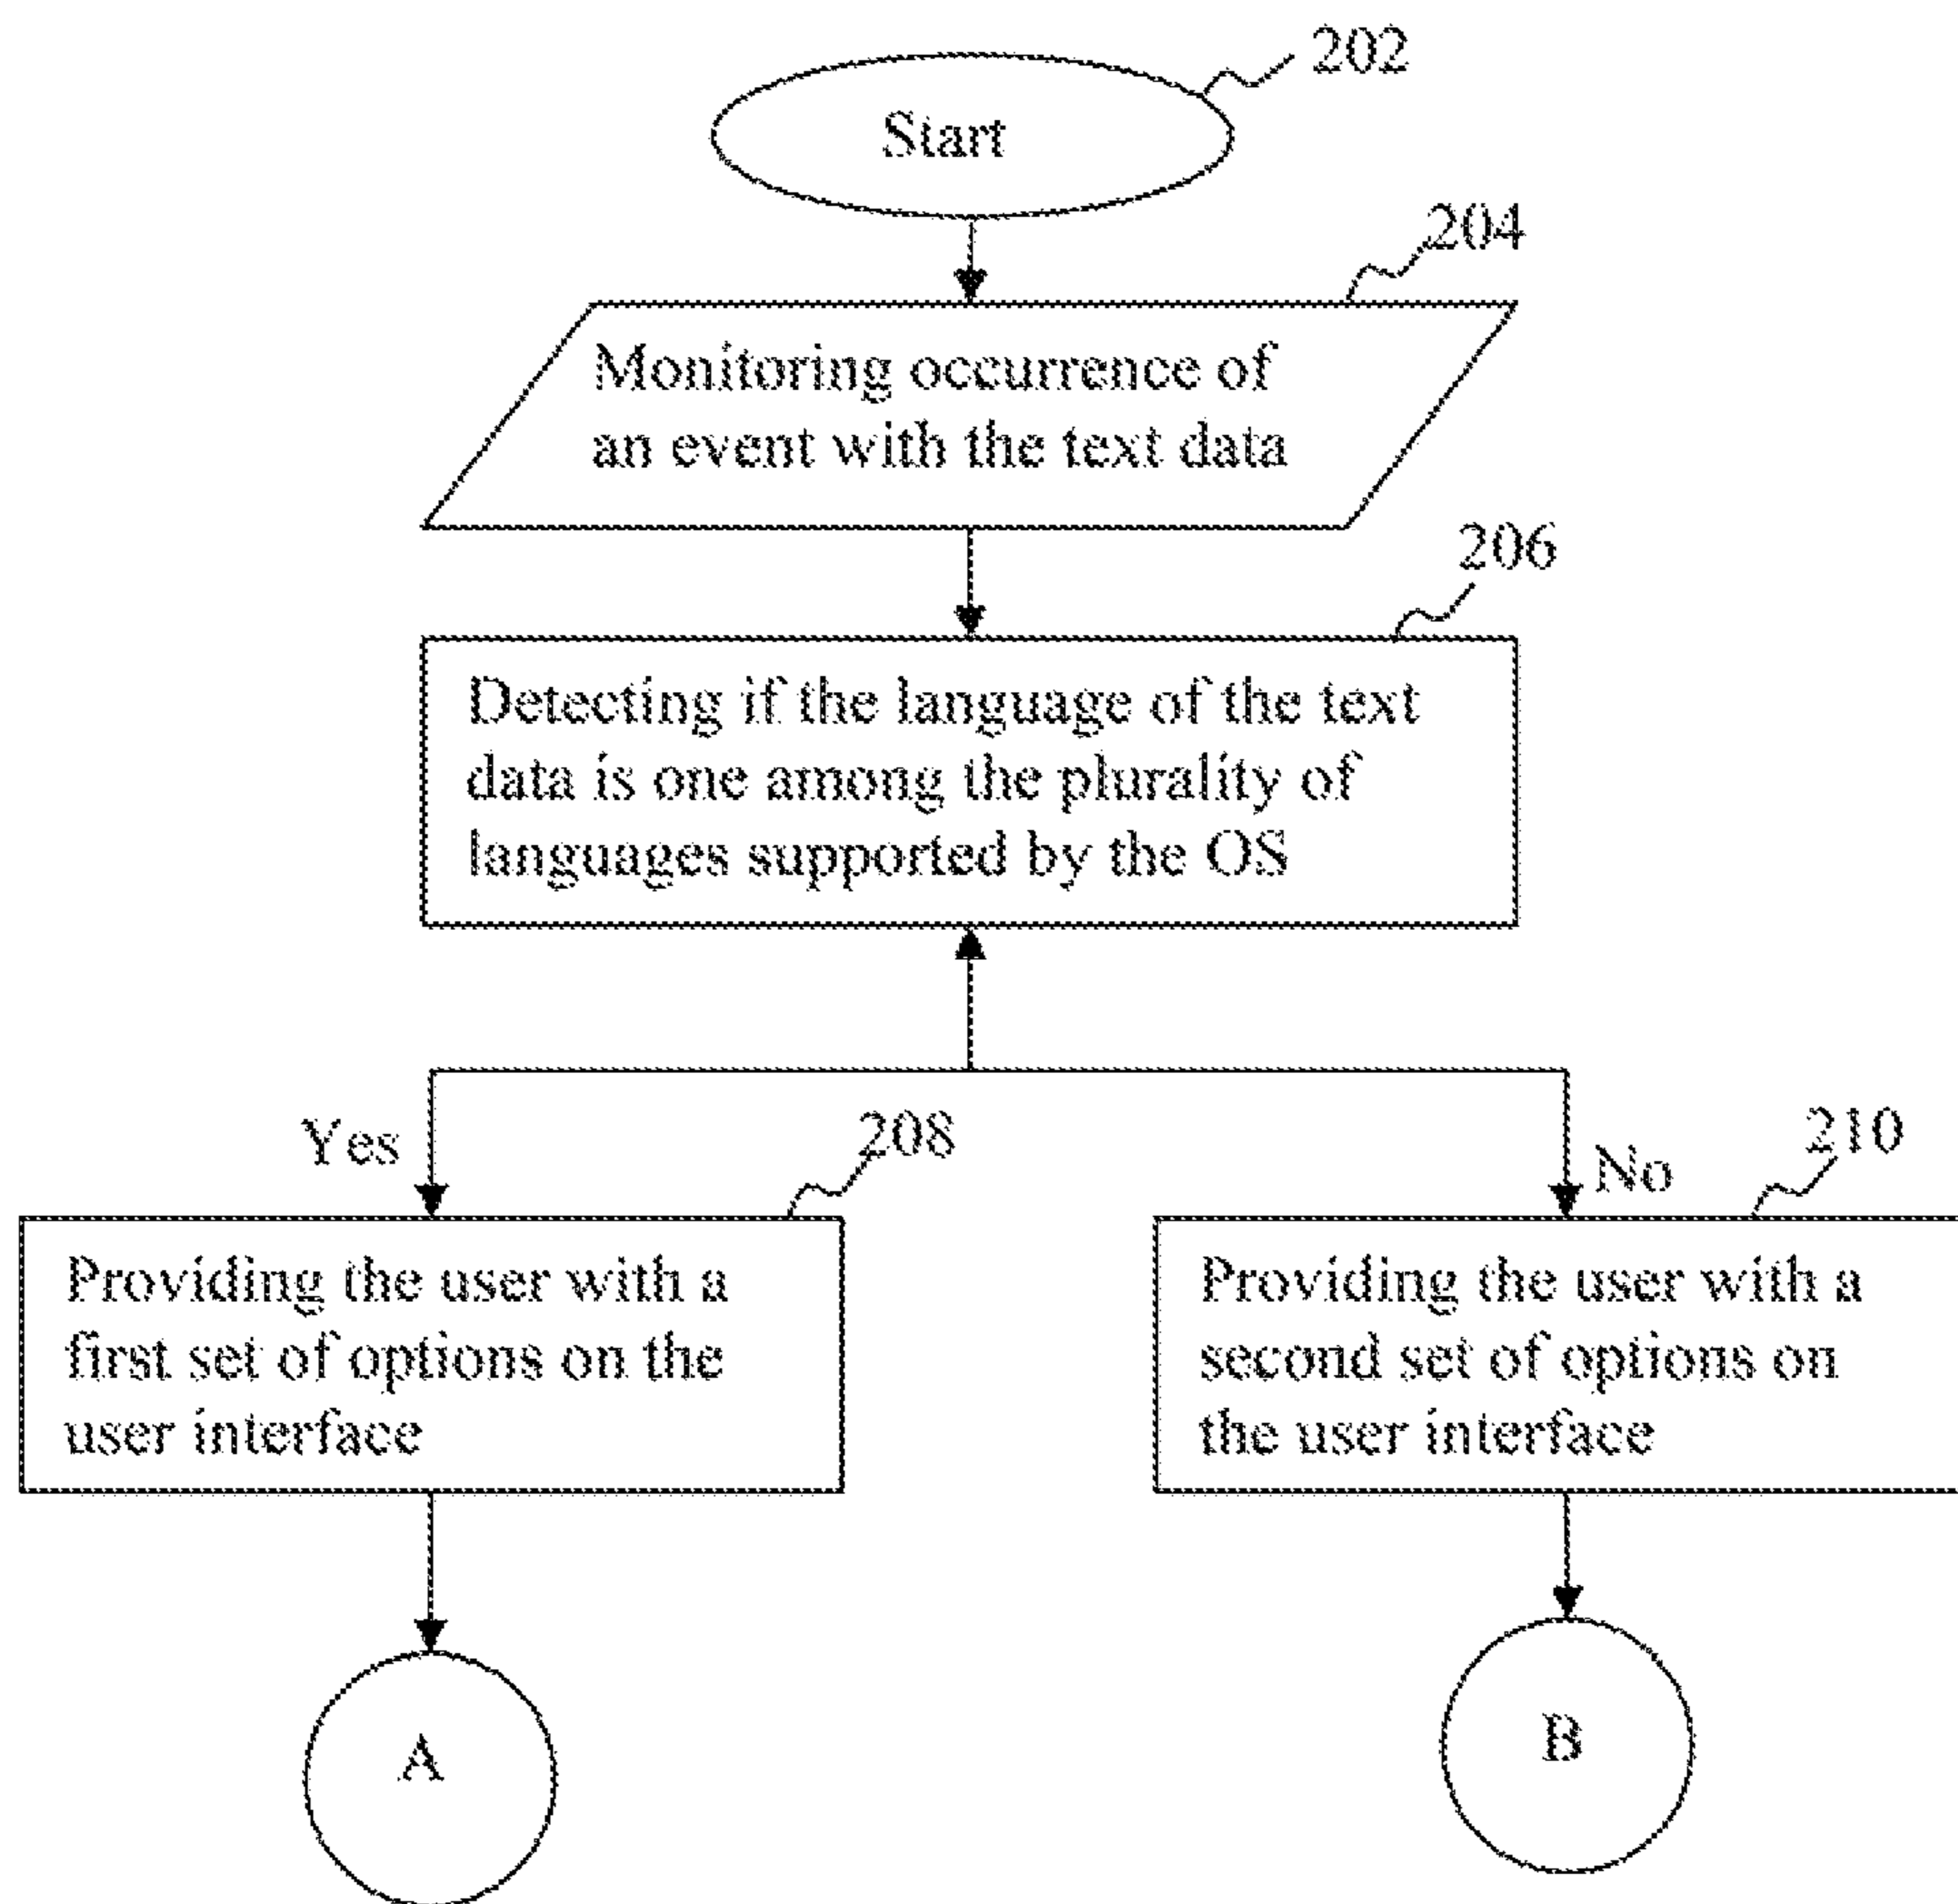 202
Start
204
Monitoring occurrence of
an event with the text data
206
Detecting if the language of the text
data is one among the plurality of
languages supported by the OS
Yes
208
No
210
Providing the user with a
first set of options on the
user interface
Providing the user with a
second set of options on
the user interface
A
B